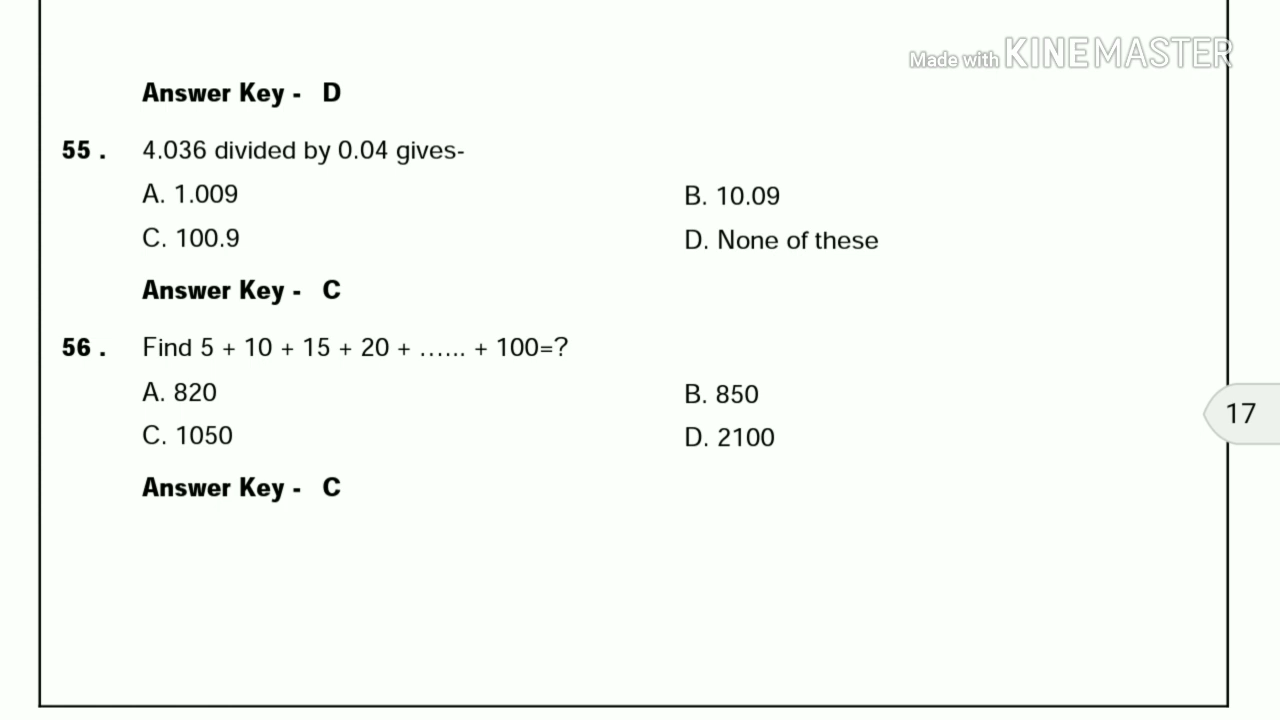 Made with KINEMASTER
Answer Key - D
55 . 4.036 divided by 0.04 gives-
A. 1.009 B. 10.09
C. 100.9 D. None of these
Answer Key - C
56 . Find 5 + 10 + 15 + 20 + …... + 100=?
A. 820 B. 850
C. 1050 D. 2100
17
Answer Key - C